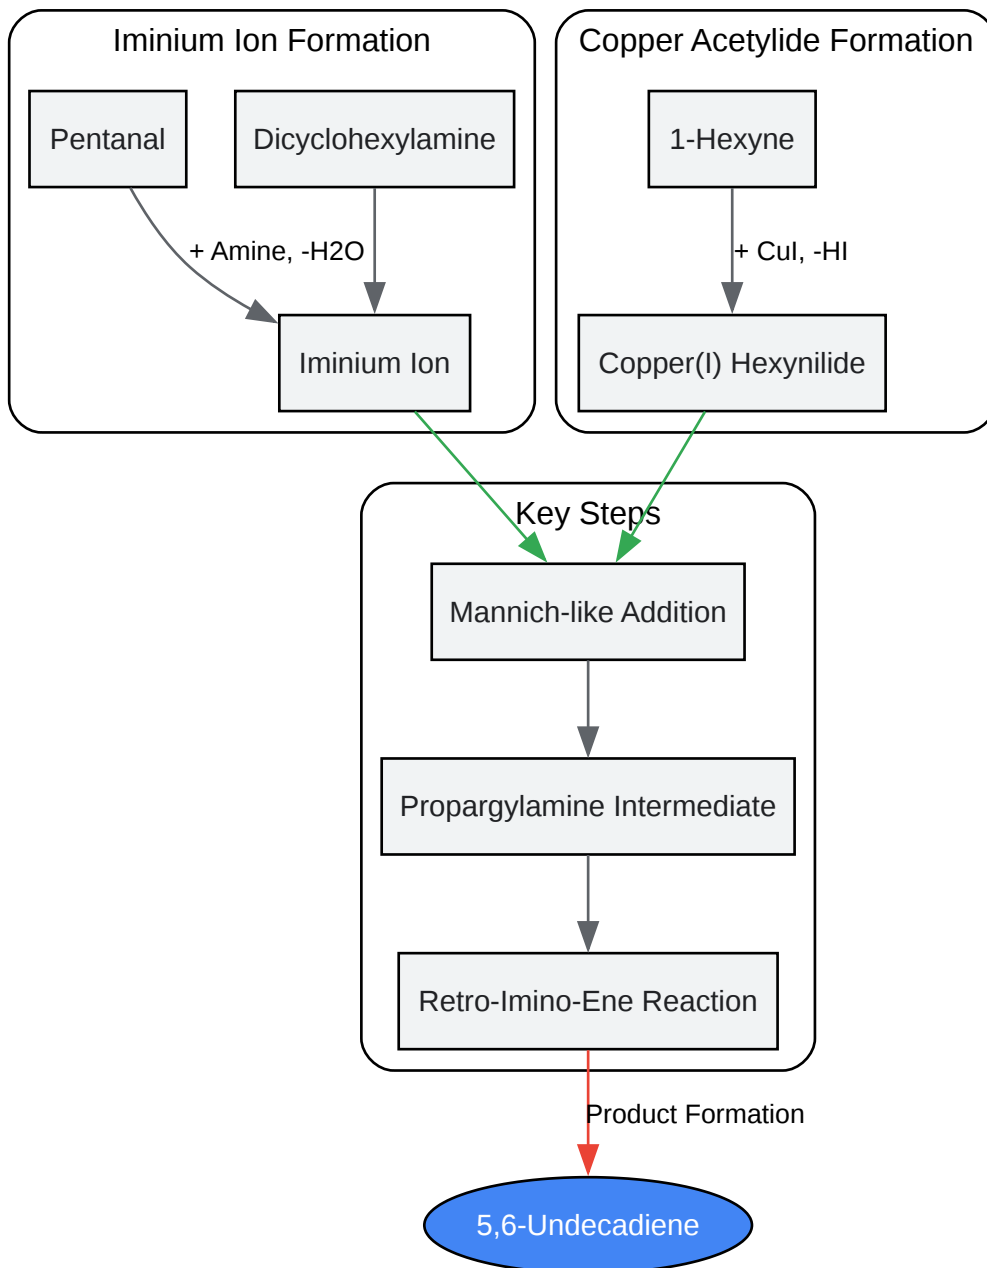 Iminium Ion Formation
Copper Acetylide Formation
Pentanal
Dicyclohexylamine
1-Hexyne
+ Amine, -H2O
+ CuI, -HI
Iminium Ion
Copper(I) Hexynilide
Key Steps
Mannich-like Addition
Propargylamine Intermediate
Retro-Imino-Ene Reaction
Product Formation
5,6-Undecadiene